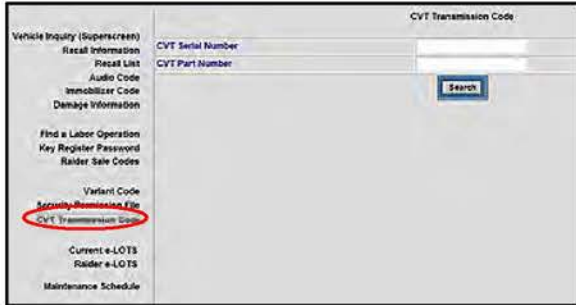 CVT Transmission Code
Vehicle Inquiry (Superscreen)
Recall Information
CVT Serial Number
Recall List
CVT Part Number
Audio Code
Immobilizer Code
Search
Damage Information
Find a Labor Operation
Key Register Password
Raider Sale Codes
Variant Code
Security Permission File
CVT Transmission Code
Current e-LOTS
Raider e-LOTS
Maintenance Schedule